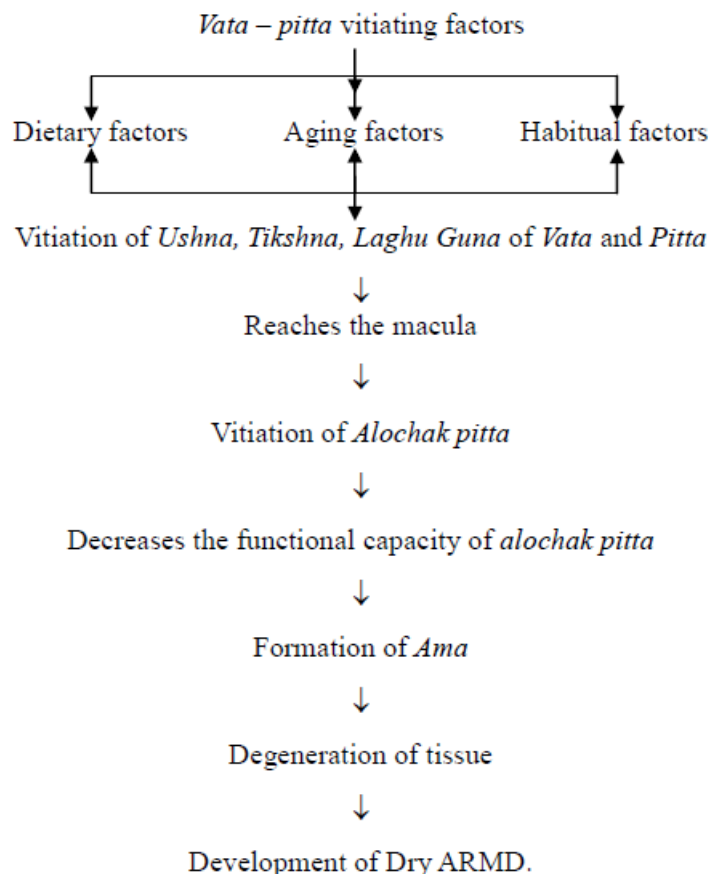 Vata – pitta vitiating factors
Dietary factors Aging factors Habitual factors
Vitiation of Ushna, Tikshna, Laghu Guna of Vata and Pitta
Reaches the macula
Vitiation of Alochak pitta
Decreases the functional capacity of alochak pitta
Formation of Ama
Degeneration of tissue
Development of Dry ARMD.